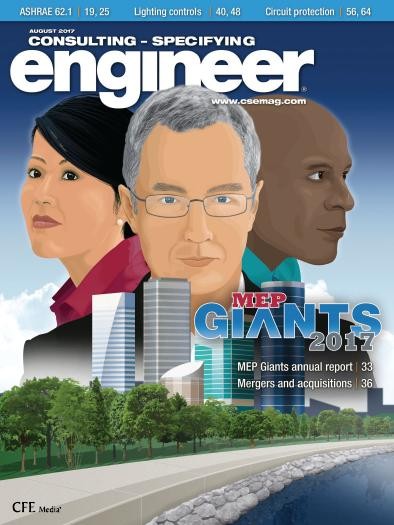 ASHRAE 62.1 | 19, 25 Lighting controls | 40, 48 Circuit protection | 56, 64
AUGUST 2017
CONSULTING - SPECIFYING
engineer®
www.csemag.com
MEP
GIANTS
2017
MEP Giants annual report | 33
Mergers and acquisitions | 36
CFE Media®